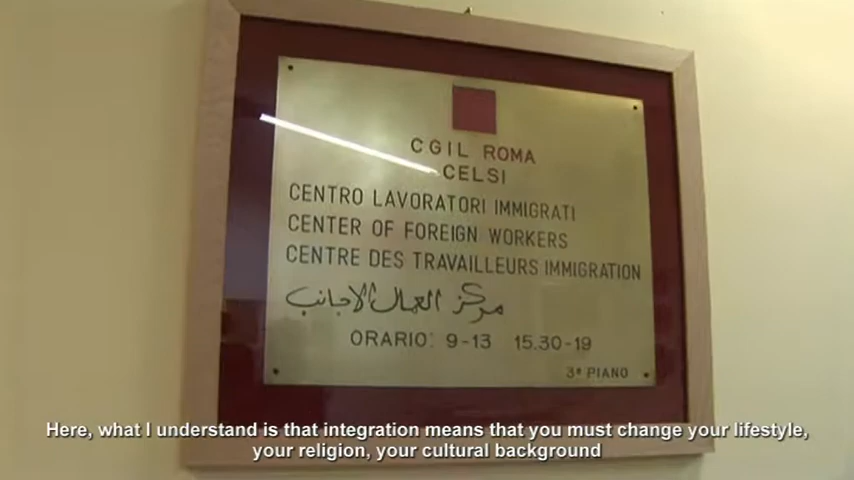 CGIL ROMA
CELSI
CENTRO LAVORATORI IMMIGRATI
CENTER OF FOREIGN WORKERS
CENTRE DES TRAVAILLEURS IMMIGRATION
مركز العمال الاجانب
ORARIO: 9-13 15.30-19
3º PIANO
Here, what I understand is that integration means that you must change your lifestyle,
your religion, your cultural background